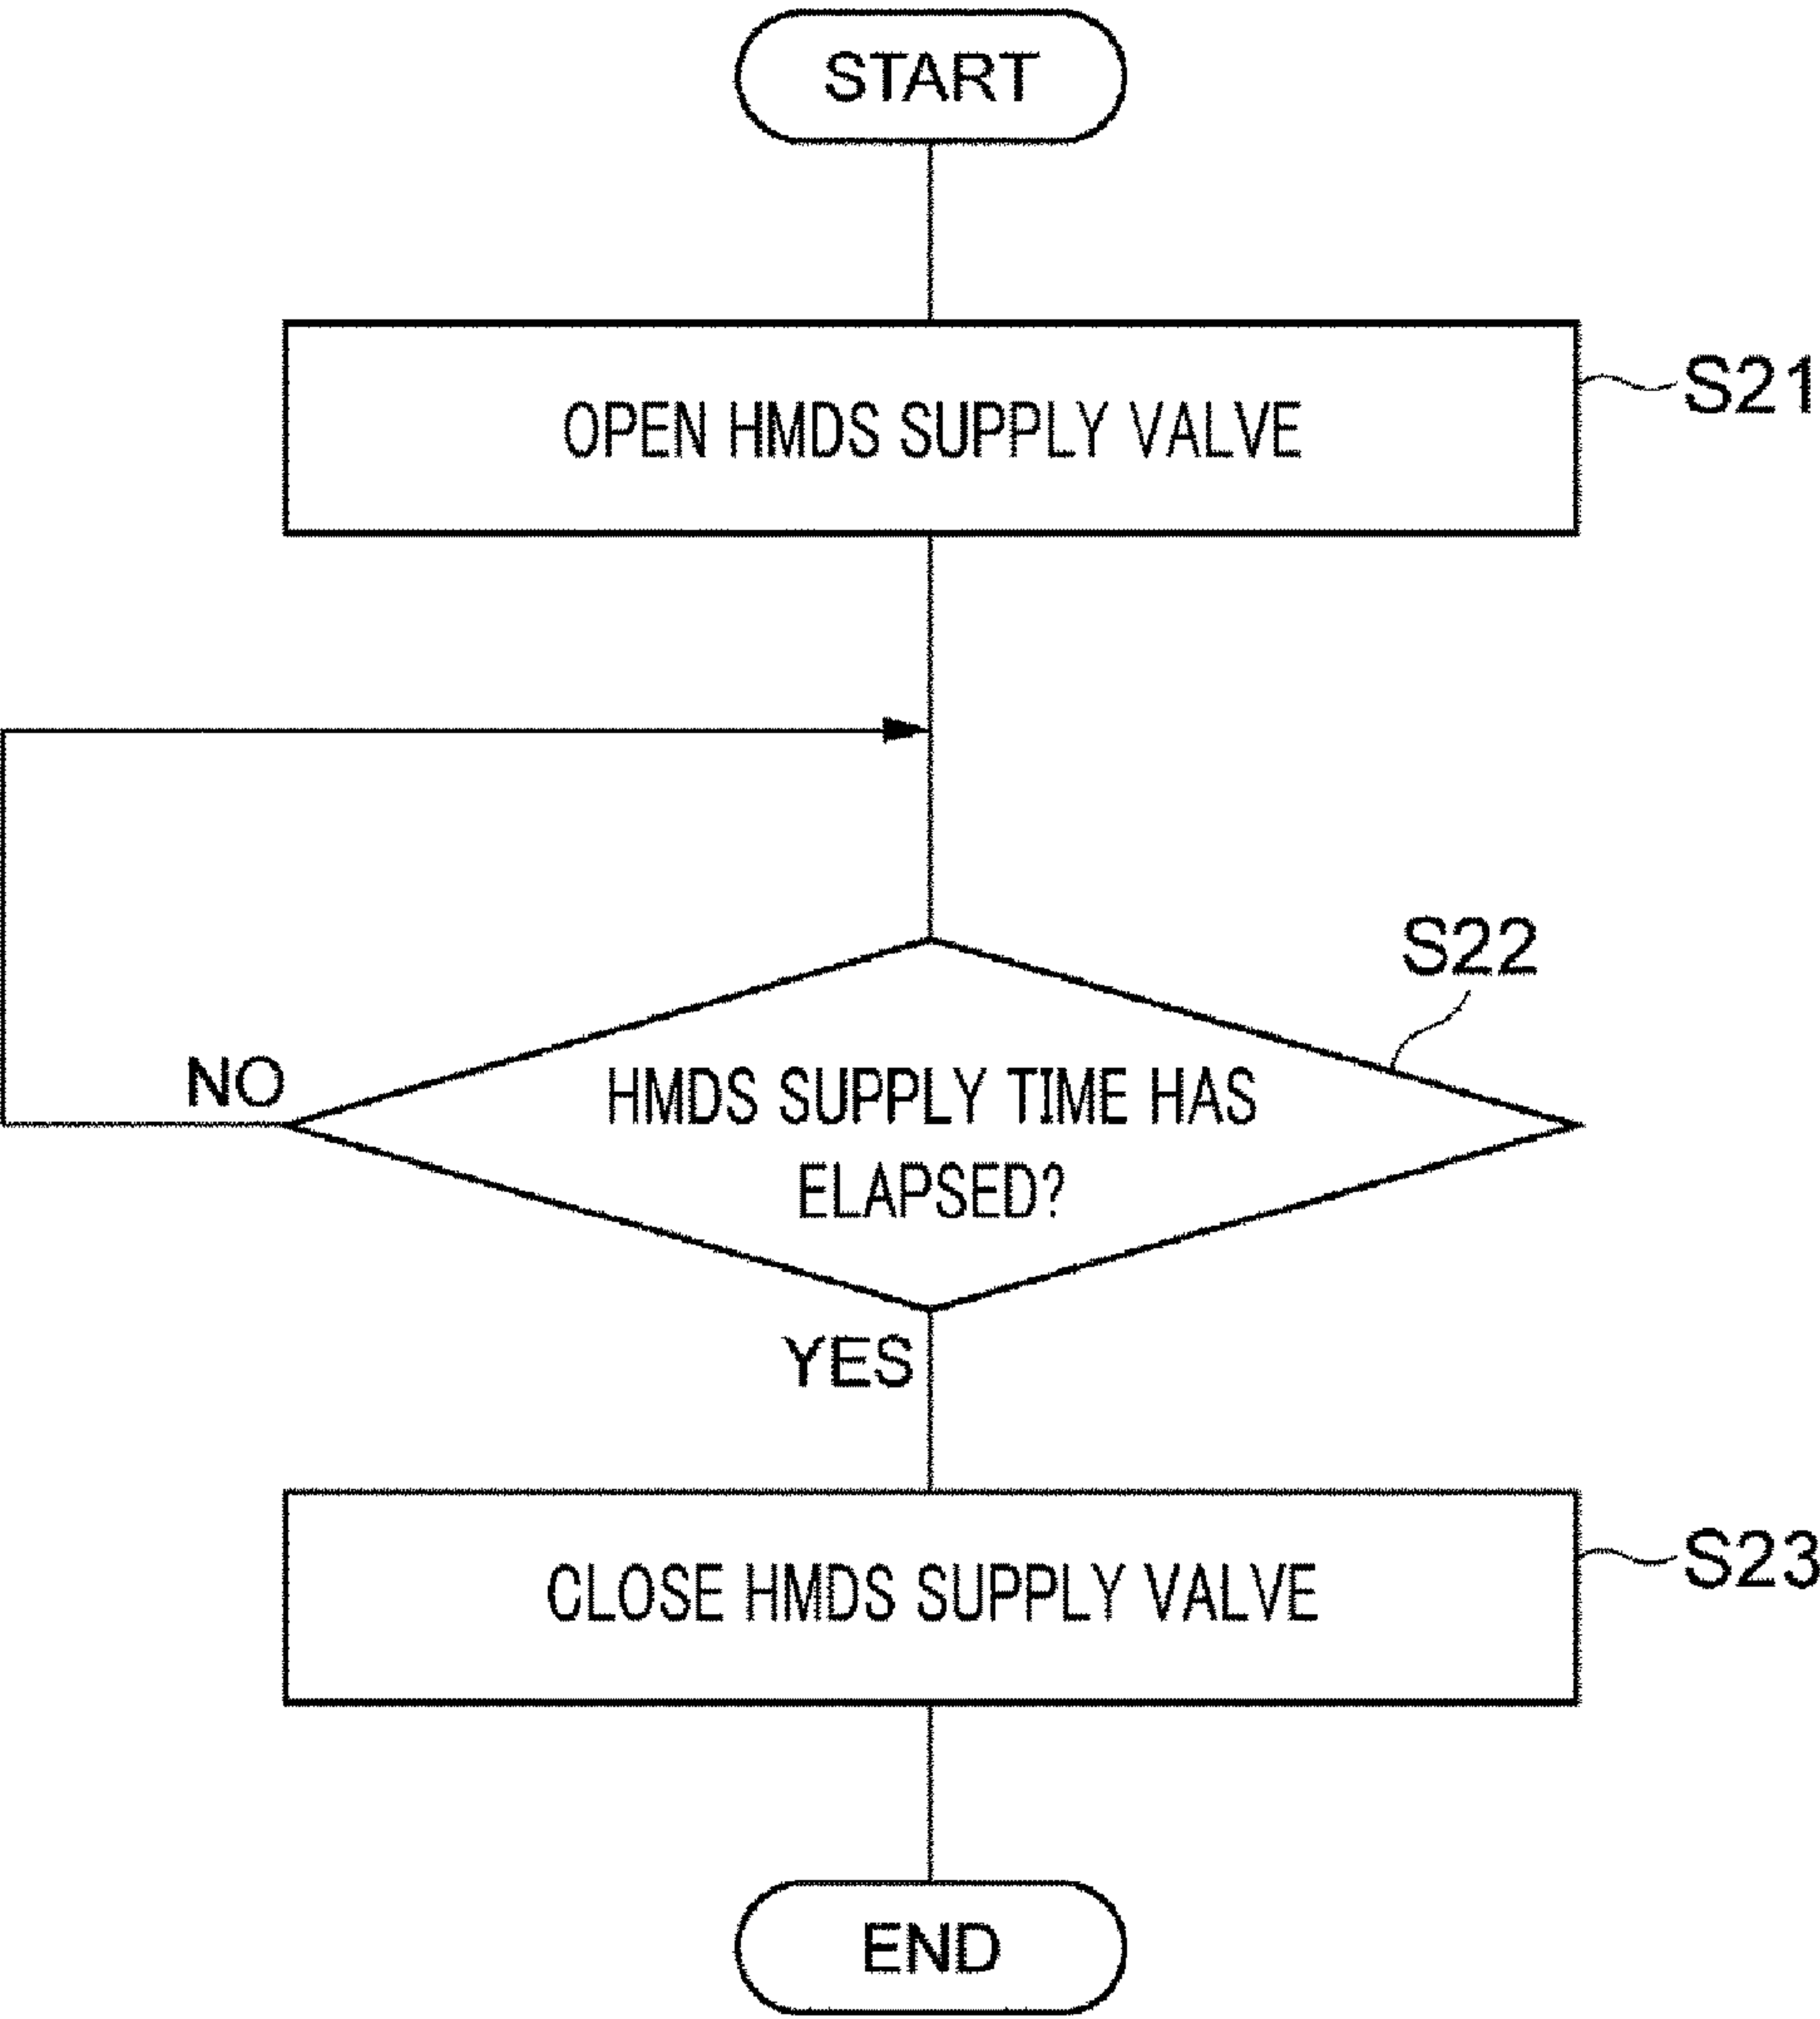 START
OPEN HMDS SUPPLY VALVE
S21
S22
NO
HMDS SUPPLY TIME HAS
ELAPSED?
YES
CLOSE HMDS SUPPLY VALVE
S23
END